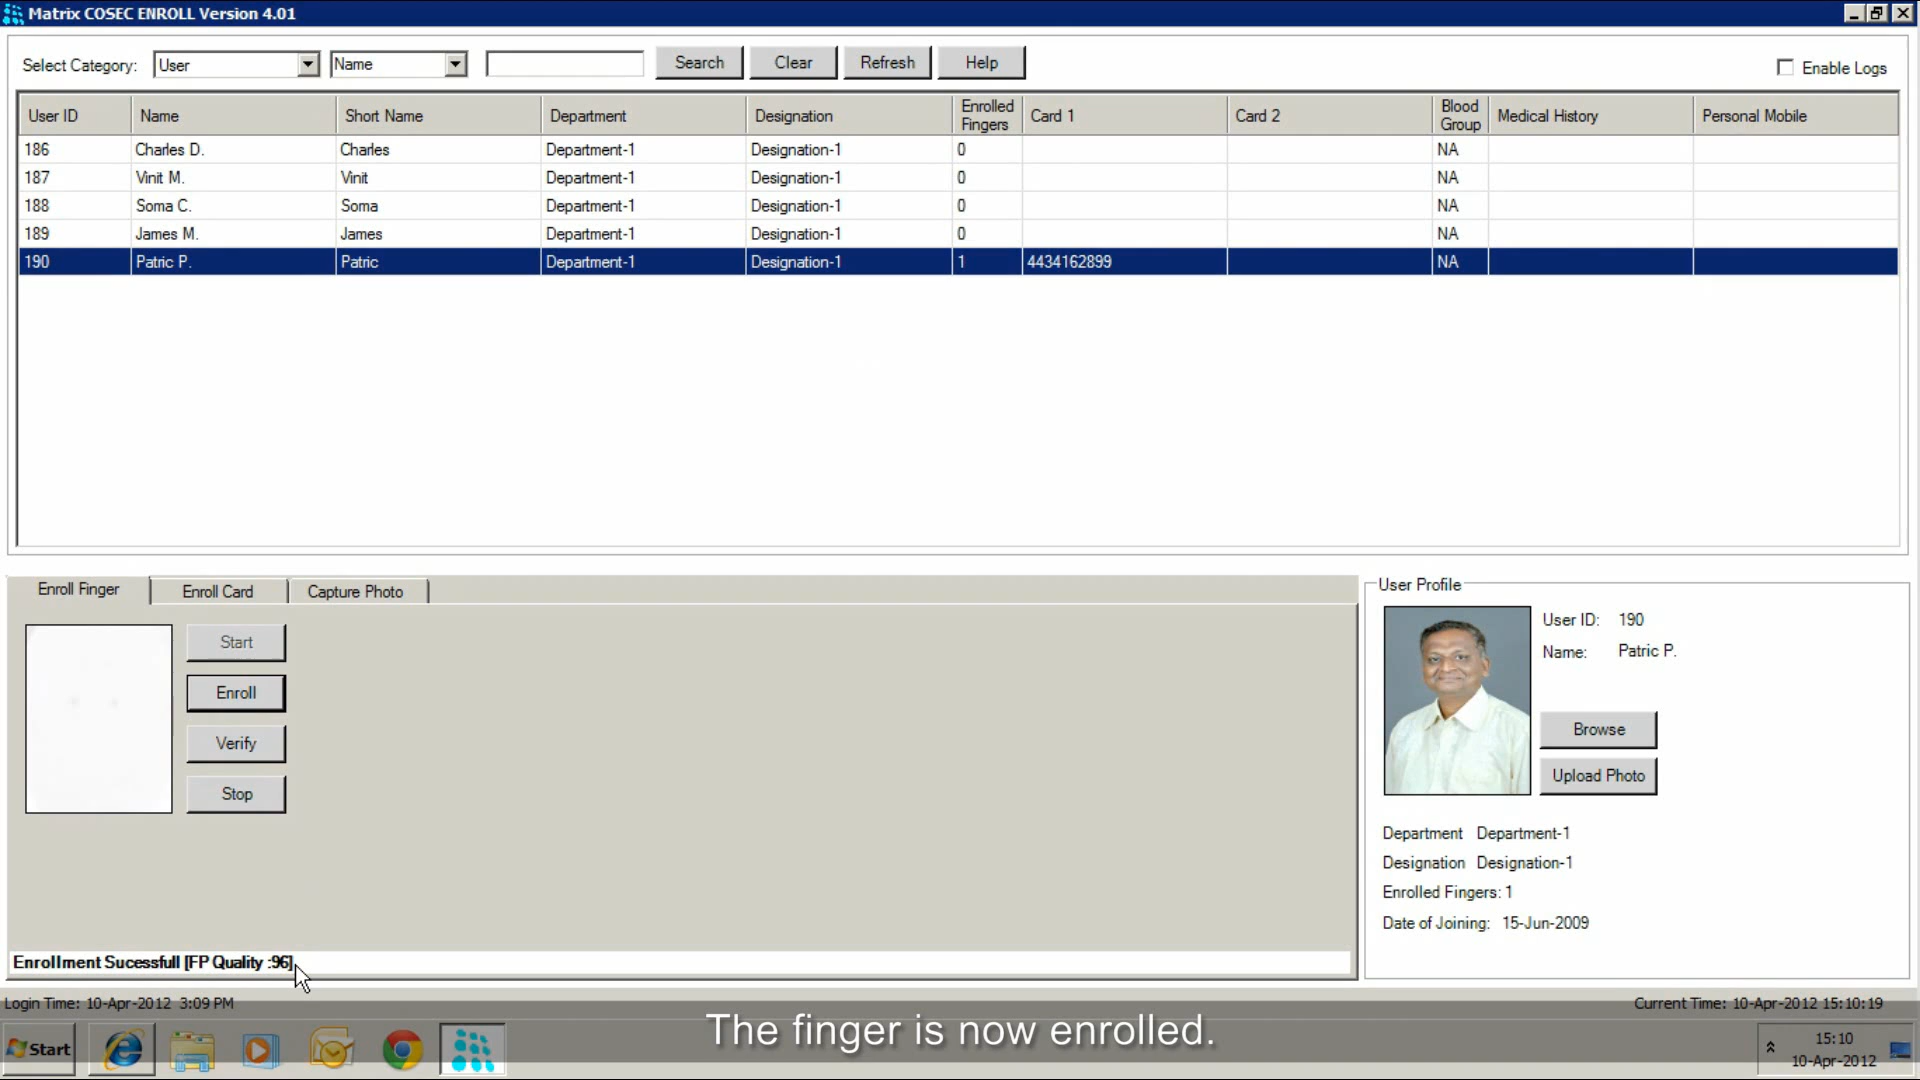 Matrix COSEC ENROLL Version 4.01
Select Category: User Name Search Clear Refresh Help Enable Logs
User ID Name Short Name Department Designation Enrolled Fingers Card 1 Card 2 Blood Group Medical History Personal Mobile
186 Charles D. Charles Department-1 Designation-1 0 NA
187 Vinit M. Vinit Department-1 Designation-1 0 NA
188 Soma C. Soma Department-1 Designation-1 0 NA
189 James M. James Department-1 Designation-1 0 NA
190 Patric P. Patric Department-1 Designation-1 1 4434162899 NA
Enroll Finger Enroll Card Capture Photo
Start
Enroll
Verify
Stop
Enrollment Sucessfull [FP Quality :96]
User Profile
User ID: 190
Name: Patric P.
Browse
Upload Photo
Department Department-1
Designation Designation-1
Enrolled Fingers: 1
Date of Joining: 15-Jun-2009
Login Time: 10-Apr-2012 3:09 PM
Current Time: 10-Apr-2012 15:10:19
The finger is now enrolled.
Start
15:10
10-Apr-2012